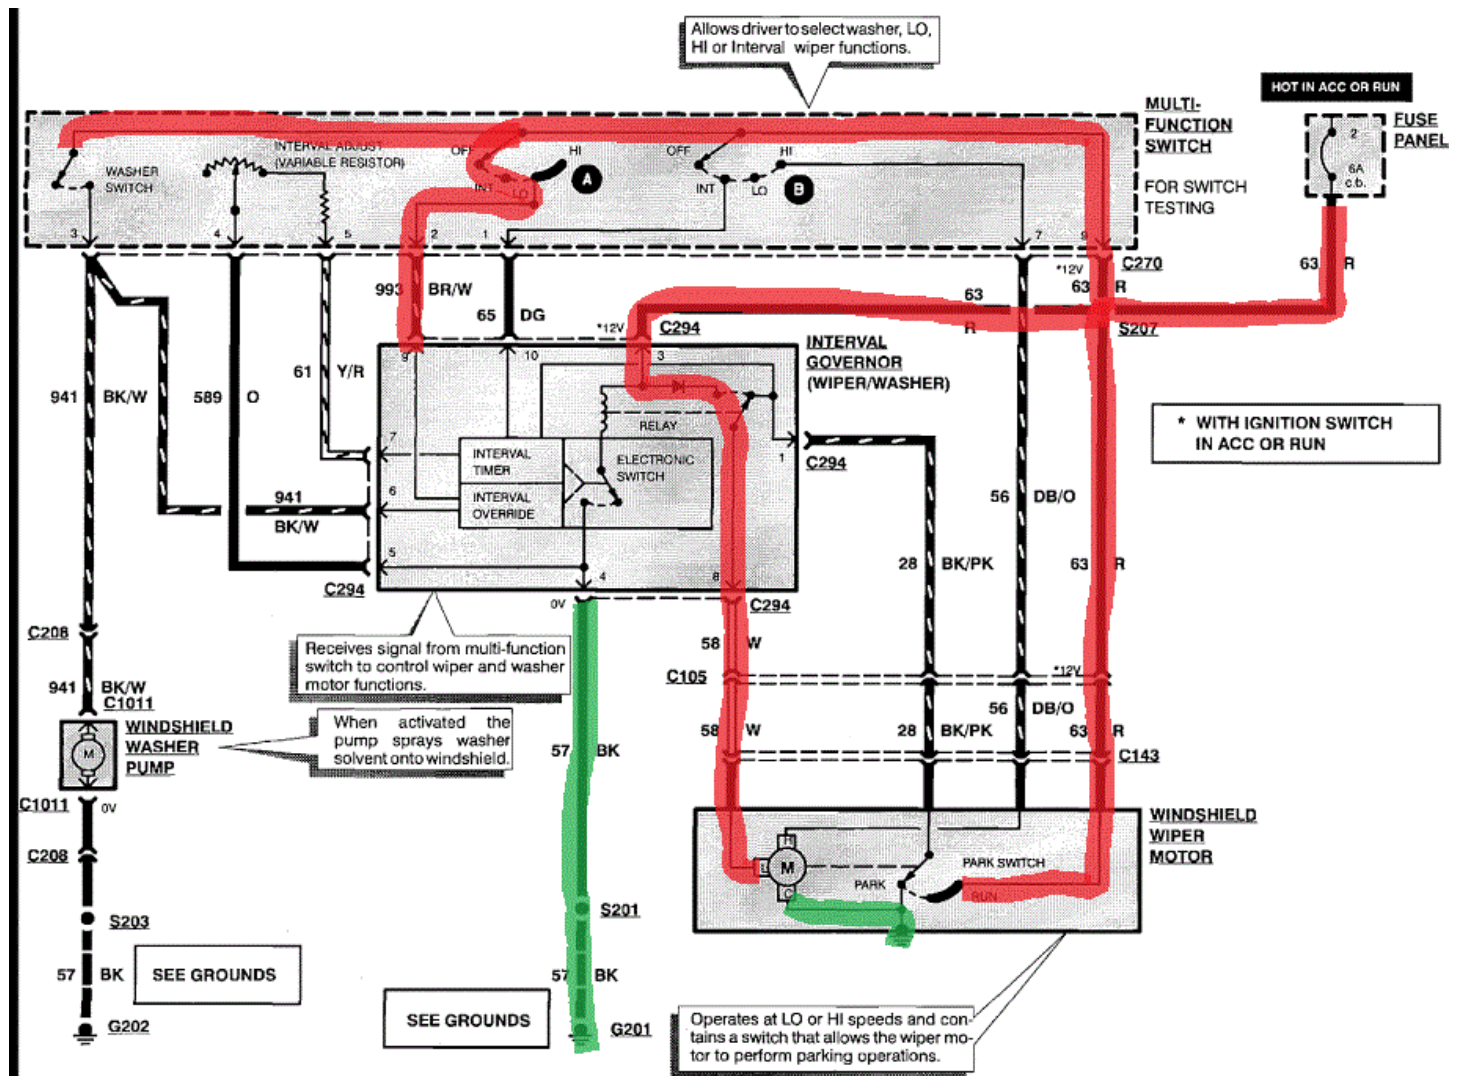 Allows driver to select washer, LO,
HI or Interval wiper functions.
HOT IN ACC OR RUN
MULTI-
FUNCTION
SWITCH
FOR SWITCH
TESTING
2
6A
c.b.
FUSE
PANEL
WASHER
SWITCH
INTERVAL ADJUST
(VARIABLE RESISTOR)
OFF
HI
INT
LO
A
OFF
HI
INT
LO
B
3
4
5
2
1
7
9
*12V
C270
993
BR/W
65
DG
*12V
C294
63
R
63
R
63
R
S207
9
10
3
INTERVAL
GOVERNOR
(WIPER/WASHER)
941
BK/W
589
O
61
Y/R
RELAY
* WITH IGNITION SWITCH
IN ACC OR RUN
7
INTERVAL
TIMER
ELECTRONIC
SWITCH
1
C294
6
INTERVAL
OVERRIDE
941
BK/W
56
DB/O
5
C294
4
8
0V
C294
28
BK/PK
63
R
C208
Receives signal from multi-function
switch to control wiper and washer
motor functions.
58
W
C105
*12V
941
BK/W
C1011
56
DB/O
WINDSHIELD
WASHER
PUMP
M
When activated the
pump sprays washer
solvent onto windshield.
57
BK
58
W
28
BK/PK
63
R
C143
C1011
0V
WINDSHIELD
WIPER
MOTOR
H
L
M
C
PARK
PARK SWITCH
RUN
C208
S203
S201
57
BK
SEE GROUNDS
57
BK
G202
SEE GROUNDS
G201
Operates at LO or HI speeds and con-
tains a switch that allows the wiper mo-
tor to perform parking operations.